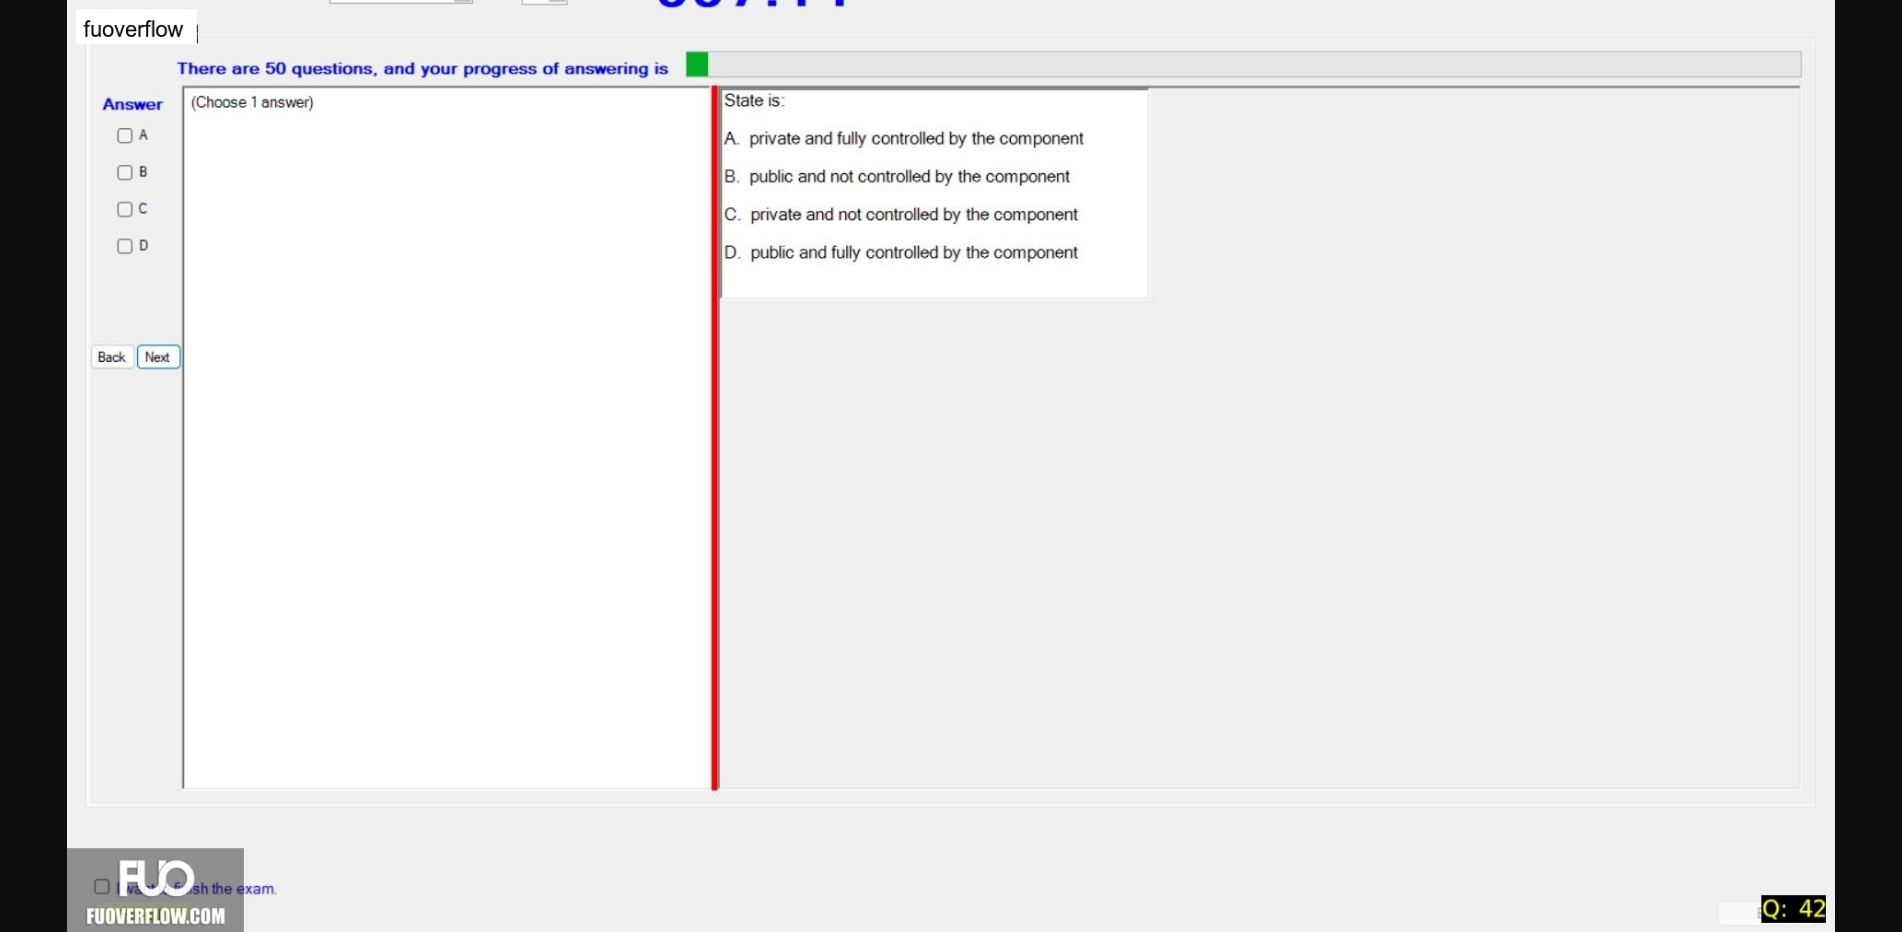 fuoverflow
There are 50 questions, and your progress of answering is
Answer
(Choose 1 answer)
A
B
C
D
Back Next
State is:
A. private and fully controlled by the component
B. public and not controlled by the component
C. private and not controlled by the component
D. public and fully controlled by the component
FUO
I want finish the exam.
FUOVERFLOW.COM
Q: 42